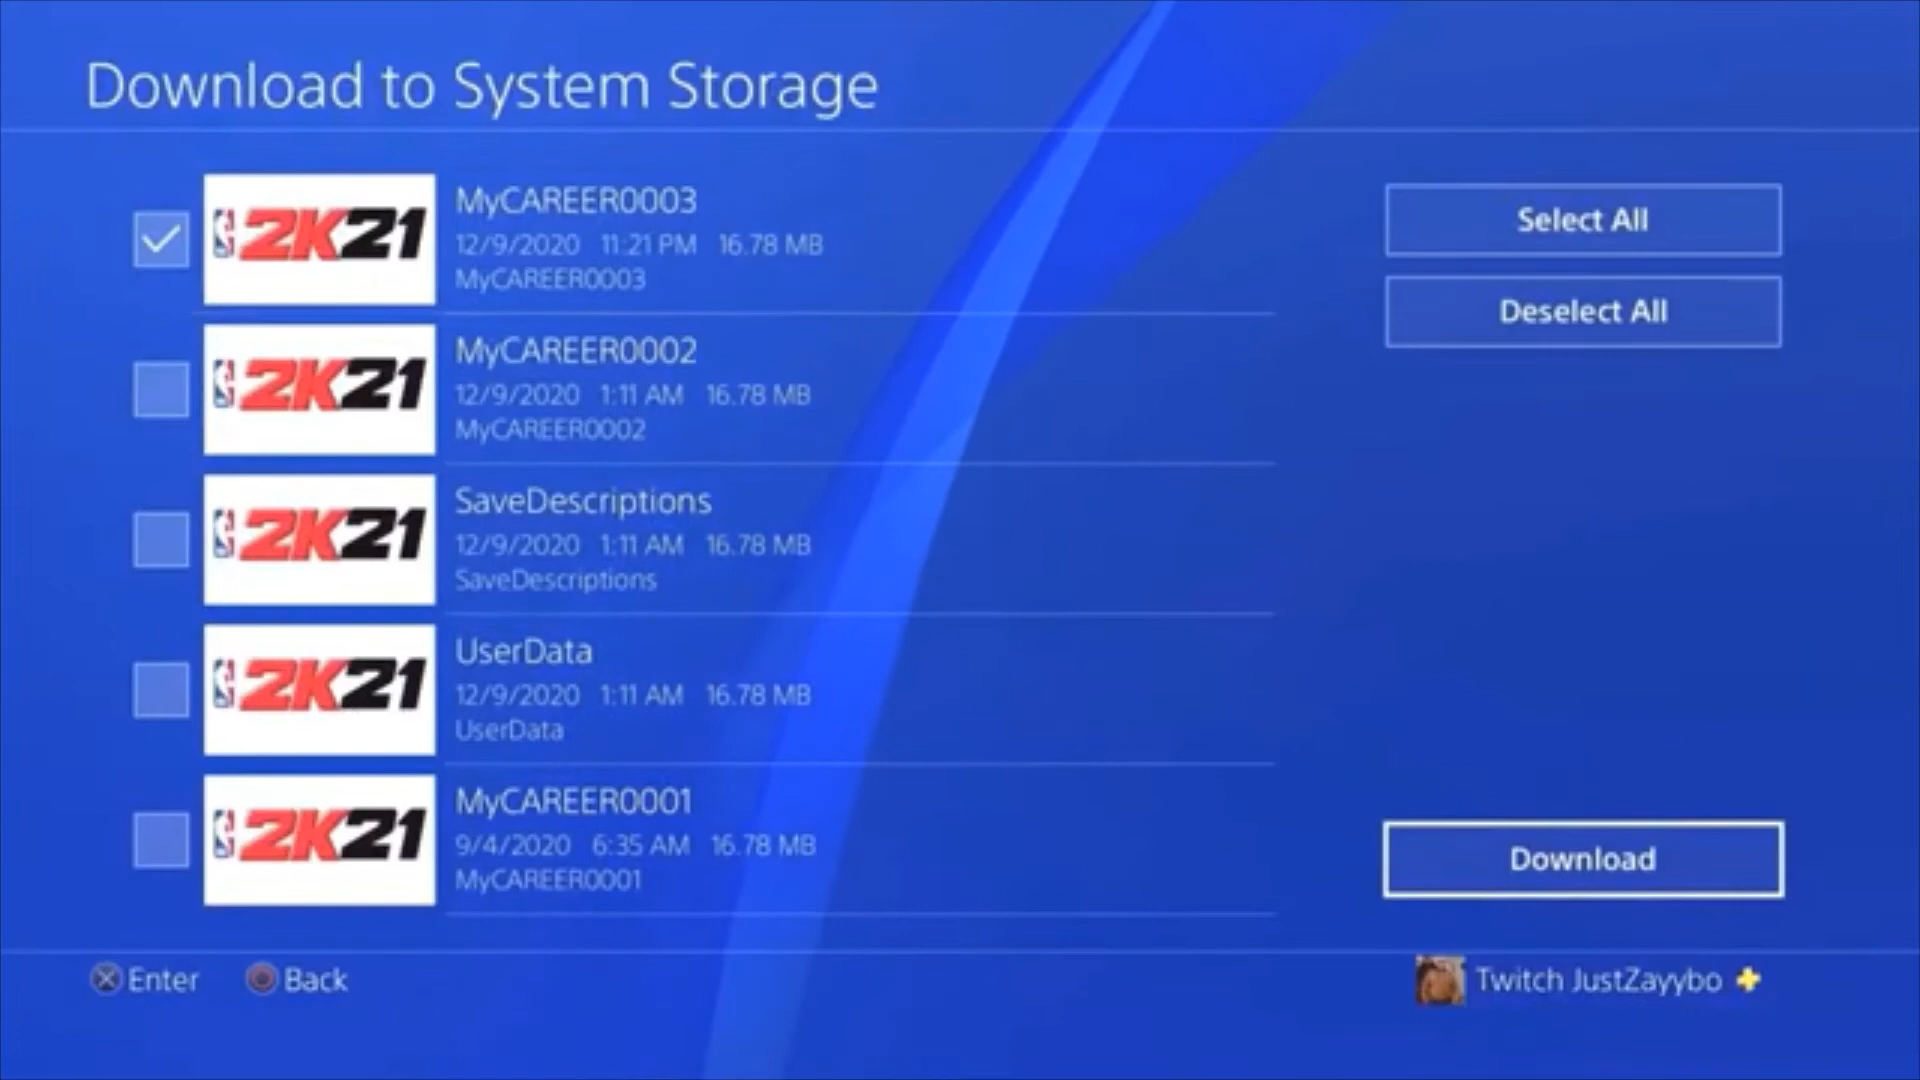 Download to System Storage
2K21
MyCAREER0003
12/9/2020 11:21 PM 16.78 MB
MyCAREER0003
2K21
MyCAREER0002
12/9/2020 1:11 AM 16.78 MB
MyCAREER0002
2K21
SaveDescriptions
12/9/2020 1:11 AM 16.78 MB
SaveDescriptions
2K21
UserData
12/9/2020 1:11 AM 16.78 MB
UserData
2K21
MyCAREER0001
9/4/2020 6:35 AM 16.78 MB
MyCAREER0001
Select All
Deselect All
Download
Enter Back
Twitch JustZayybo